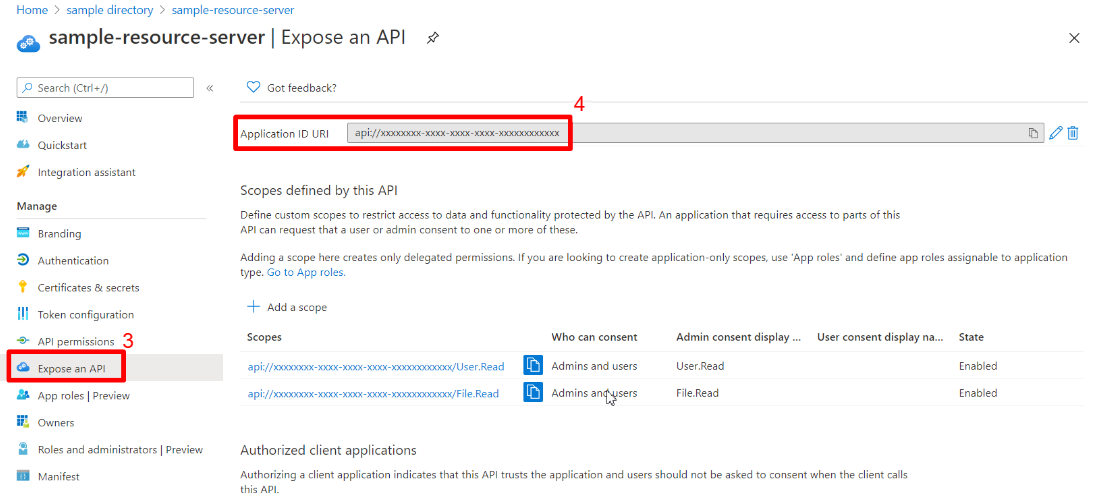 Home > sample directory > sample-resource-server
sample-resource-server | Expose an API
Search (Ctrl+/)
«
Got feedback?
4
Overview
Application ID URI
api://xxxxxxxx-xxxx-xxxx-xxxx-xxxxxxxxxxxx
Quickstart
Integration assistant
Manage
Branding
Authentication
Certificates & secrets
Token configuration
API permissions
3
Expose an API
App roles | Preview
Owners
Roles and administrators | Preview
Manifest
Scopes defined by this API
Define custom scopes to restrict access to data and functionality protected by the API. An application that requires access to parts of this
API can request that a user or admin consent to one or more of these.
Adding a scope here creates only delegated permissions. If you are looking to create application-only scopes, use 'App roles' and define app roles assignable to application
type. Go to App roles.
Add a scope
Scopes Who can consent Admin consent display ... User consent display na... State
api://xxxxxxxx-xxxx-xxxx-xxxx-xxxxxxxxxxxx/User.Read Admins and users User.Read Enabled
api://xxxxxxxx-xxxx-xxxx-xxxx-xxxxxxxxxxxx/File.Read Admins and users File.Read Enabled
Authorized client applications
Authorizing a client application indicates that this API trusts the application and users should not be asked to consent when the client calls
this API.